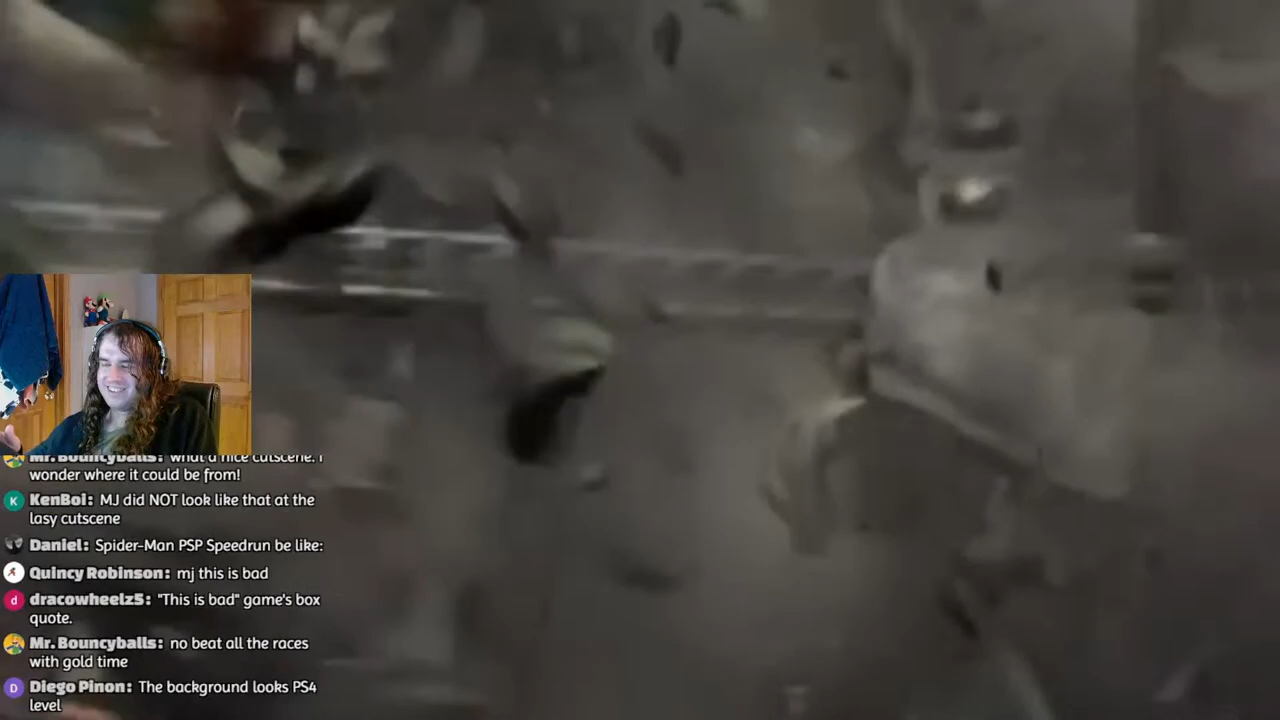 Mr. Bouncyballs: what a nice cutscene. I
wonder where it could be from!
KenBoi: MJ did NOT look like that at the
lasy cutscene
Daniel: Spider-Man PSP Speedrun be like:
Quincy Robinson: mj this is bad
dracowheelz5: "This is bad" game's box
quote.
Mr. Bouncyballs: no beat all the races
with gold time
Diego Pinon: The background looks PS4
level